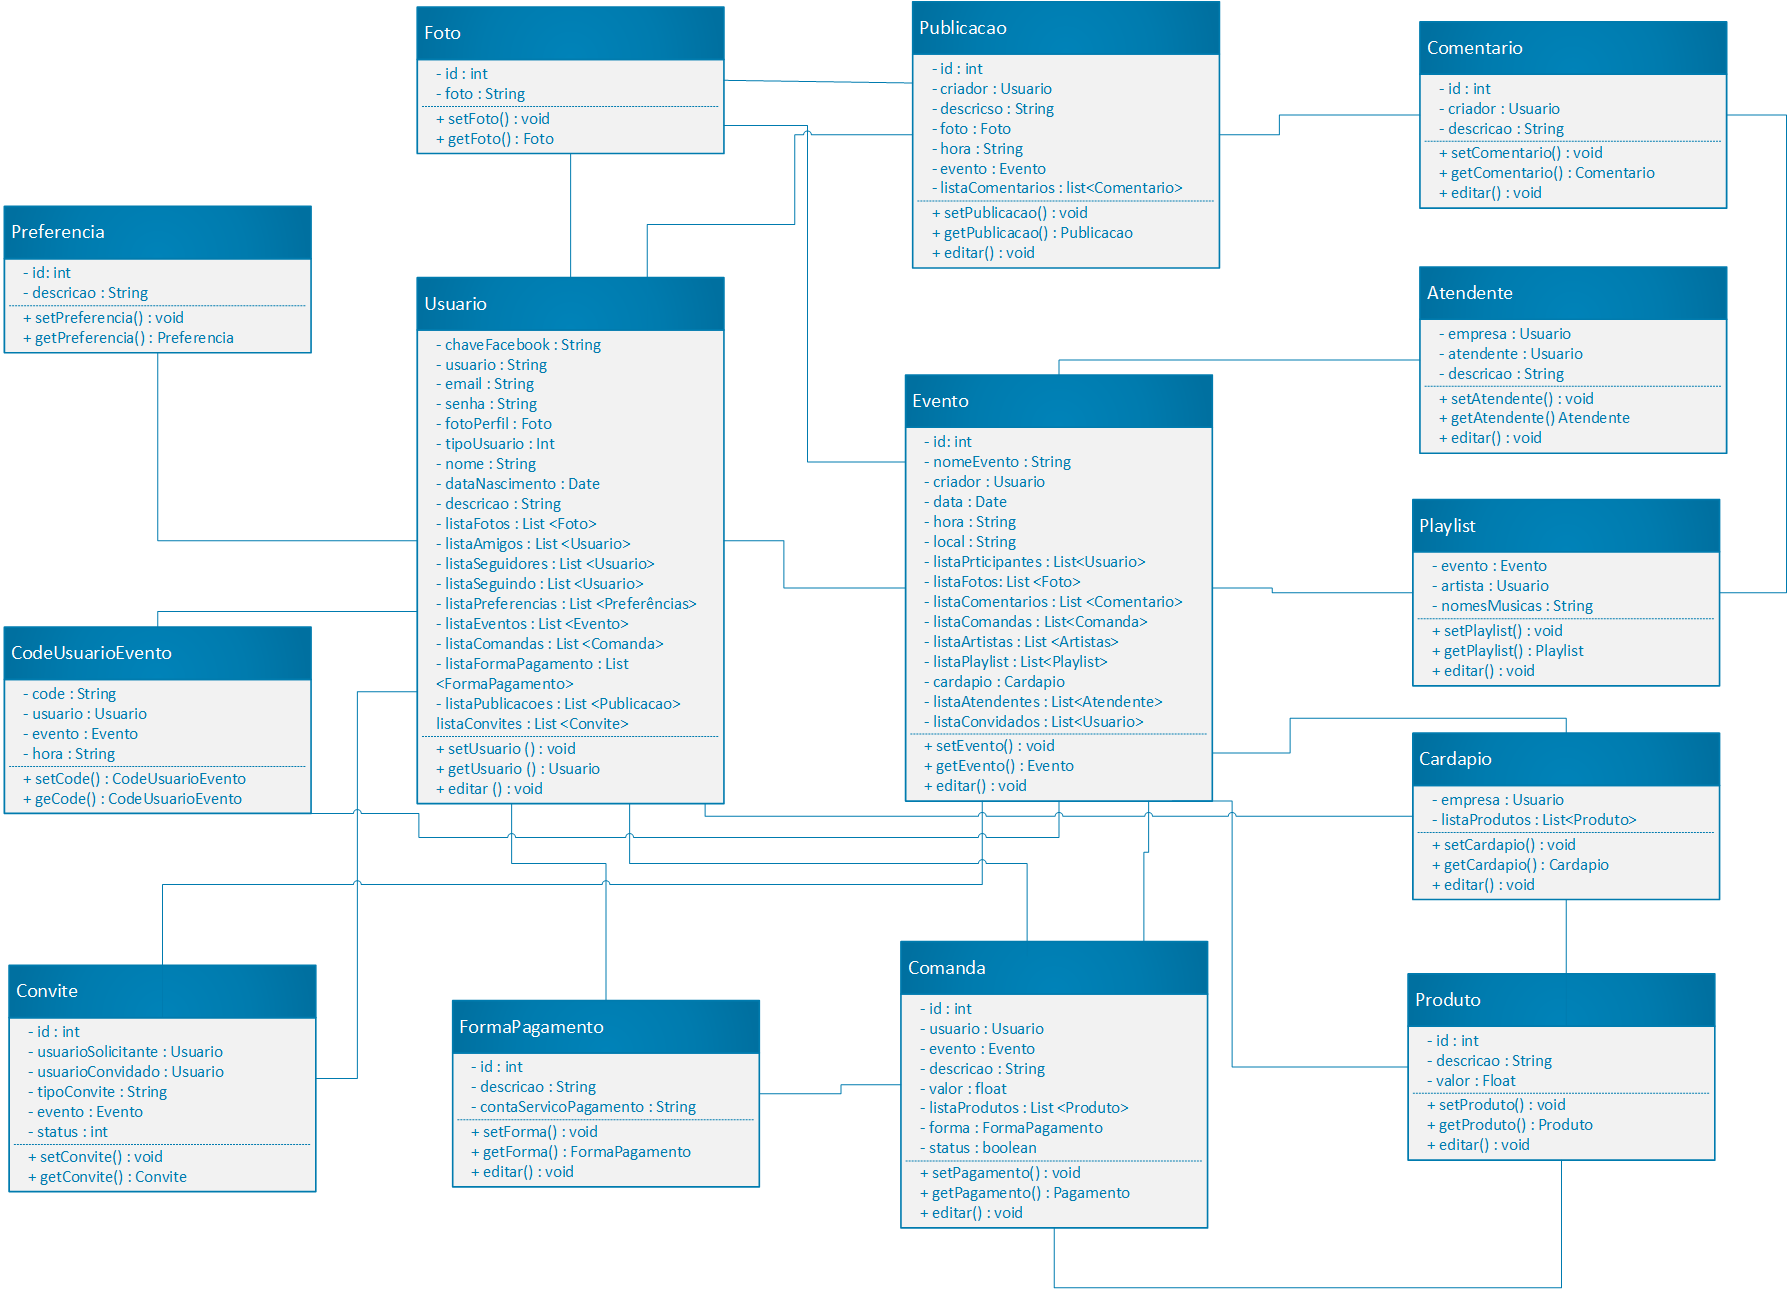 Foto
- id : int
- foto : String
+ setFoto() : void
+ getFoto() : Foto
Publicacao
- id : int
- criador : Usuario
- descricso : String
- foto : Foto
- hora : String
- evento : Evento
- listaComentarios : list<Comentario>
+ setPublicacao() : void
+ getPublicacao() : Publicacao
+ editar() : void
Comentario
- id : int
- criador : Usuario
- descricao : String
+ setComentario() : void
+ getComentario() : Comentario
+ editar() : void
Preferencia
- id: int
- descricao : String
+ setPreferencia() : void
+ getPreferencia() : Preferencia
Usuario
- chaveFacebook : String
- usuario : String
- email : String
- senha : String
- fotoPerfil : Foto
- tipoUsuario : Int
- nome : String
- dataNascimento : Date
- descricao : String
- listaFotos : List <Foto>
- listaAmigos : List <Usuario>
- listaSeguidores : List <Usuario>
- listaSeguindo : List <Usuario>
- listaPreferencias : List <Preferências>
- listaEventos : List <Evento>
- listaComandas : List <Comanda>
- listaFormaPagamento : List
<FormaPagamento>
- listaPublicacoes : List <Publicacao>
listaConvites : List <Convite>
+ setUsuario () : void
+ getUsuario () : Usuario
+ editar () : void
Atendente
- empresa : Usuario
- atendente : Usuario
- descricao : String
+ setAtendente() : void
+ getAtendente() Atendente
+ editar() : void
Evento
- id: int
- nomeEvento : String
- criador : Usuario
- data : Date
- hora : String
- local : String
- listaPrticipantes : List<Usuario>
- listaFotos: List <Foto>
- listaComentarios : List <Comentario>
- listaComandas : List<Comanda>
- listaArtistas : List <Artistas>
- listaPlaylist : List<Playlist>
- cardapio : Cardapio
- listaAtendentes : List<Atendente>
- listaConvidados : List<Usuario>
+ setEvento() : void
+ getEvento() : Evento
+ editar() : void
Playlist
- evento : Evento
- artista : Usuario
- nomesMusicas : String
+ setPlaylist() : void
+ getPlaylist() : Playlist
+ editar() : void
CodeUsuarioEvento
- code : String
- usuario : Usuario
- evento : Evento
- hora : String
+ setCode() : CodeUsuarioEvento
+ geCode() : CodeUsuarioEvento
Cardapio
- empresa : Usuario
- listaProdutos : List<Produto>
+ setCardapio() : void
+ getCardapio() : Cardapio
+ editar() : void
Convite
- id : int
- usuarioSolicitante : Usuario
- usuarioConvidado : Usuario
- tipoConvite : String
- evento : Evento
- status : int
+ setConvite() : void
+ getConvite() : Convite
FormaPagamento
- id : int
- descricao : String
- contaServicoPagamento : String
+ setForma() : void
+ getForma() : FormaPagamento
+ editar() : void
Comanda
- id : int
- usuario : Usuario
- evento : Evento
- descricao : String
- valor : float
- listaProdutos : List <Produto>
- forma : FormaPagamento
- status : boolean
+ setPagamento() : void
+ getPagamento() : Pagamento
+ editar() : void
Produto
- id : int
- descricao : String
- valor : Float
+ setProduto() : void
+ getProduto() : Produto
+ editar() : void